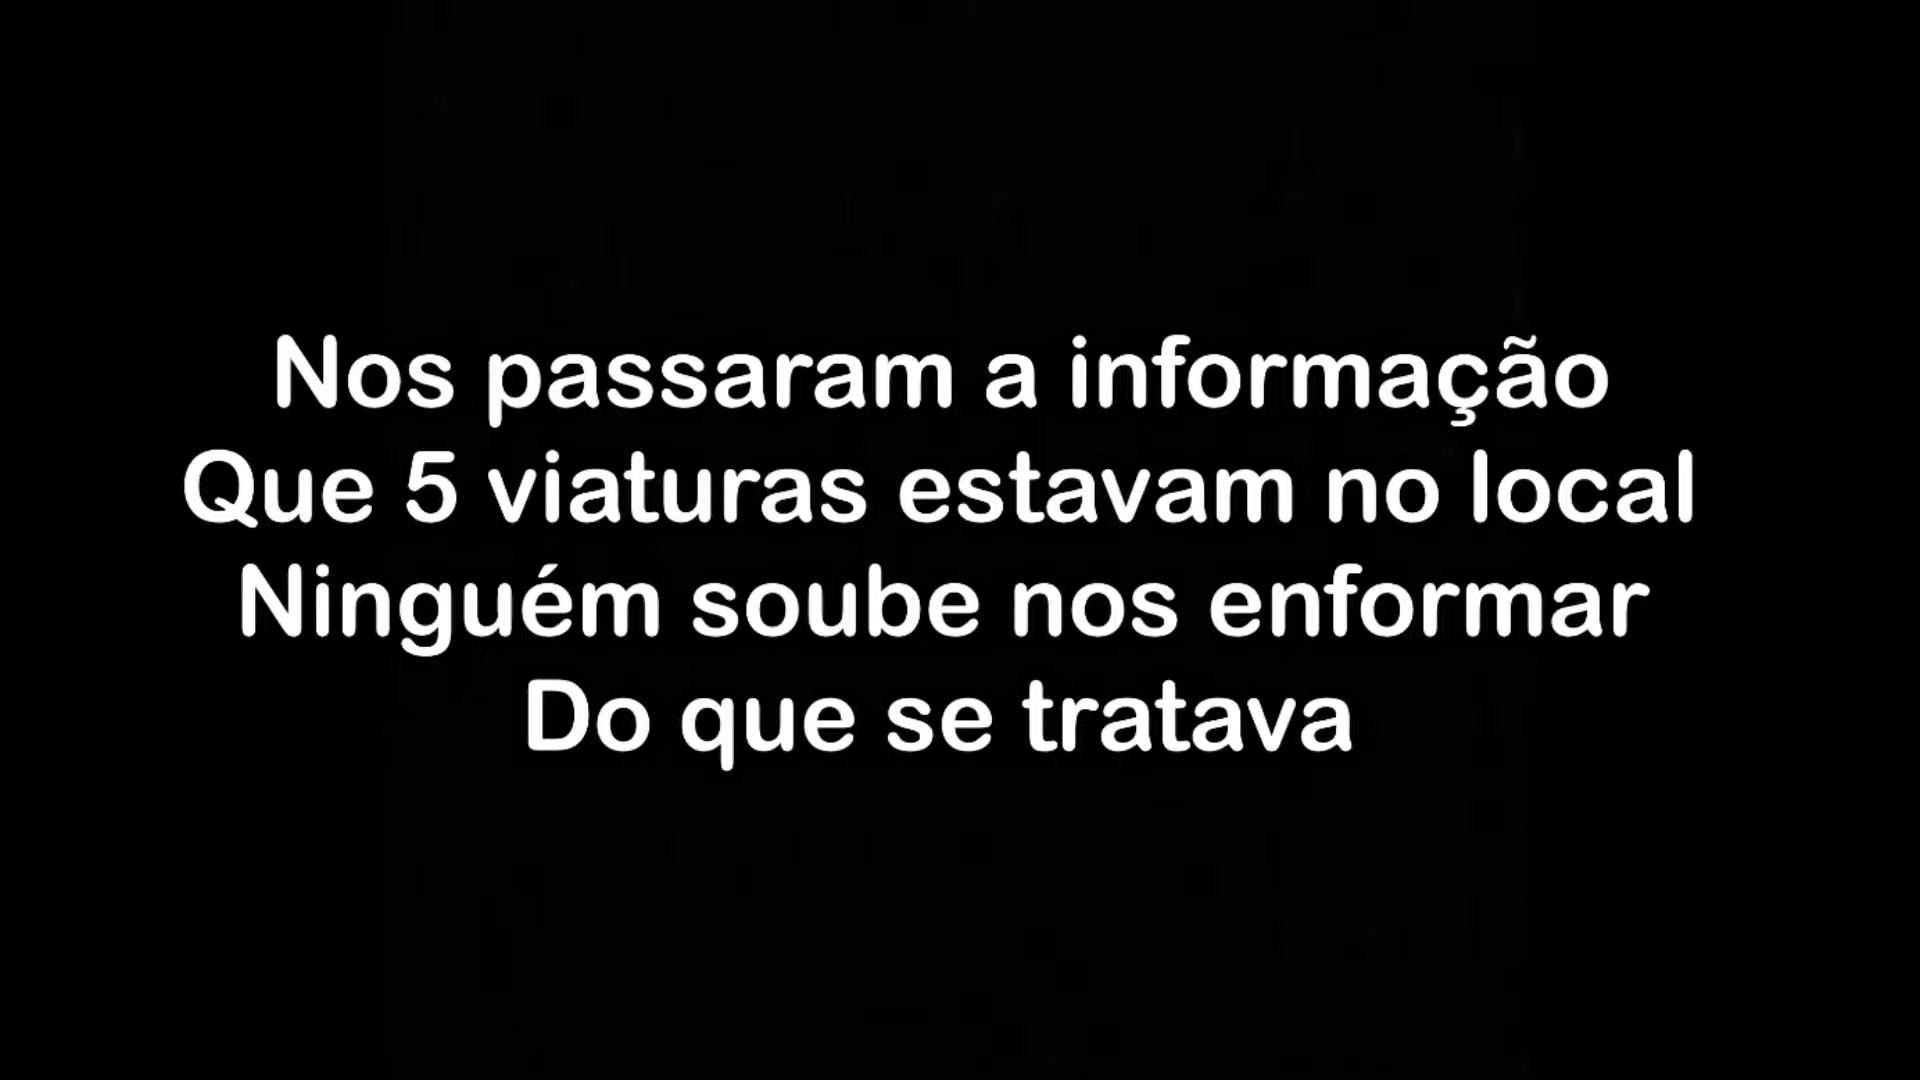 Nos passaram a informação
Que 5 viaturas estavam no local
Ninguém soube nos enformar
Do que se tratava